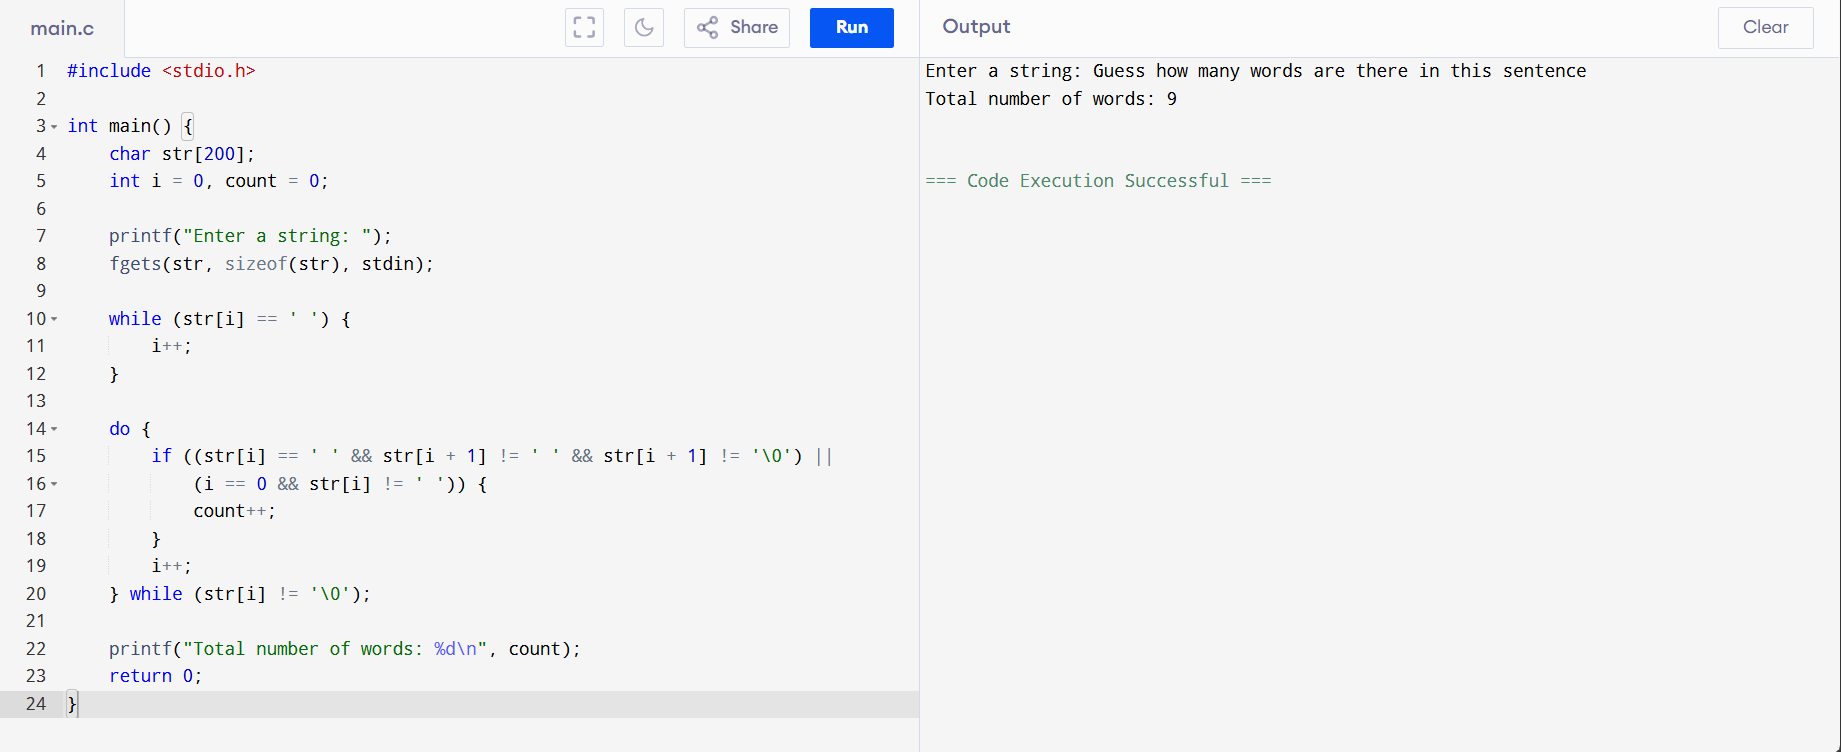 main.c
Share
Run
Output
Clear
1 #include <stdio.h>
2
3 int main() {
4     char str[200];
5     int i = 0, count = 0;
6
7     printf("Enter a string: ");
8     fgets(str, sizeof(str), stdin);
9
10     while (str[i] == ' ') {
11         i++;
12     }
13
14     do {
15         if ((str[i] == ' ' && str[i + 1] != ' ' && str[i + 1] != '\0') ||
16             (i == 0 && str[i] != ' ')) {
17             count++;
18         }
19         i++;
20     } while (str[i] != '\0');
21
22     printf("Total number of words: %d\n", count);
23     return 0;
24 }
Enter a string: Guess how many words are there in this sentence
Total number of words: 9
=== Code Execution Successful ===